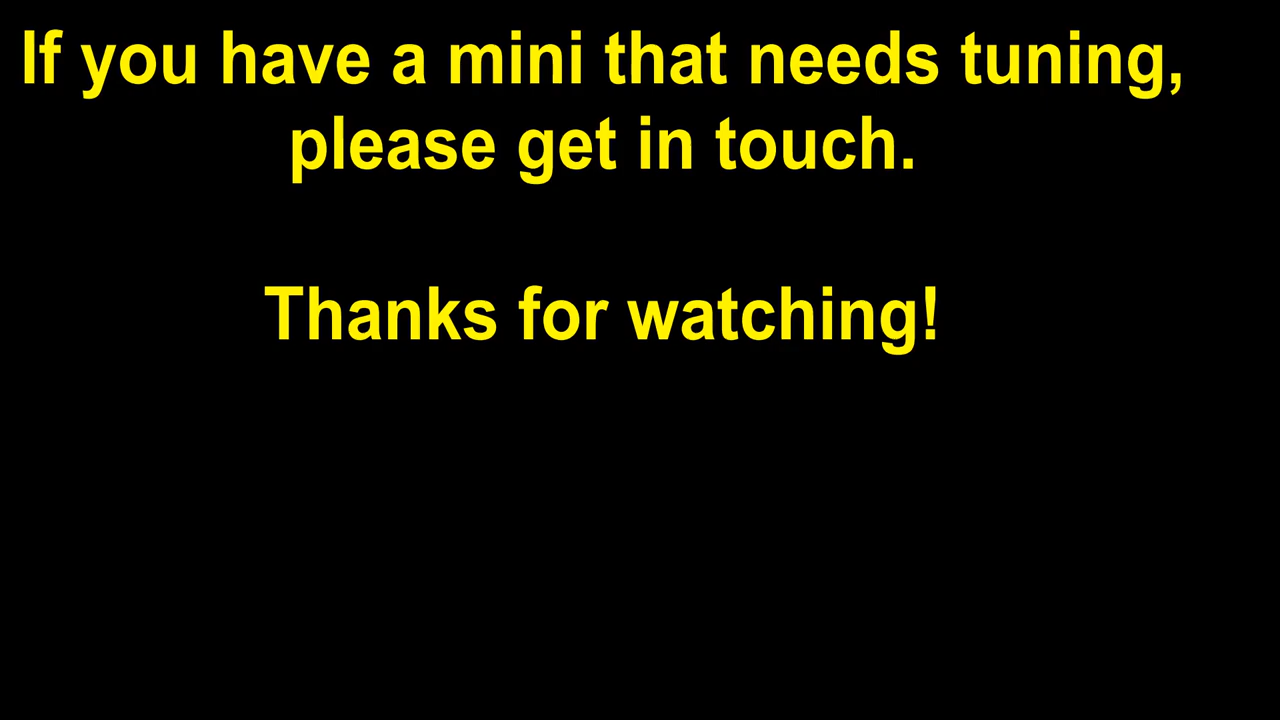 If you have a mini that needs tuning,
please get in touch.
Thanks for watching!